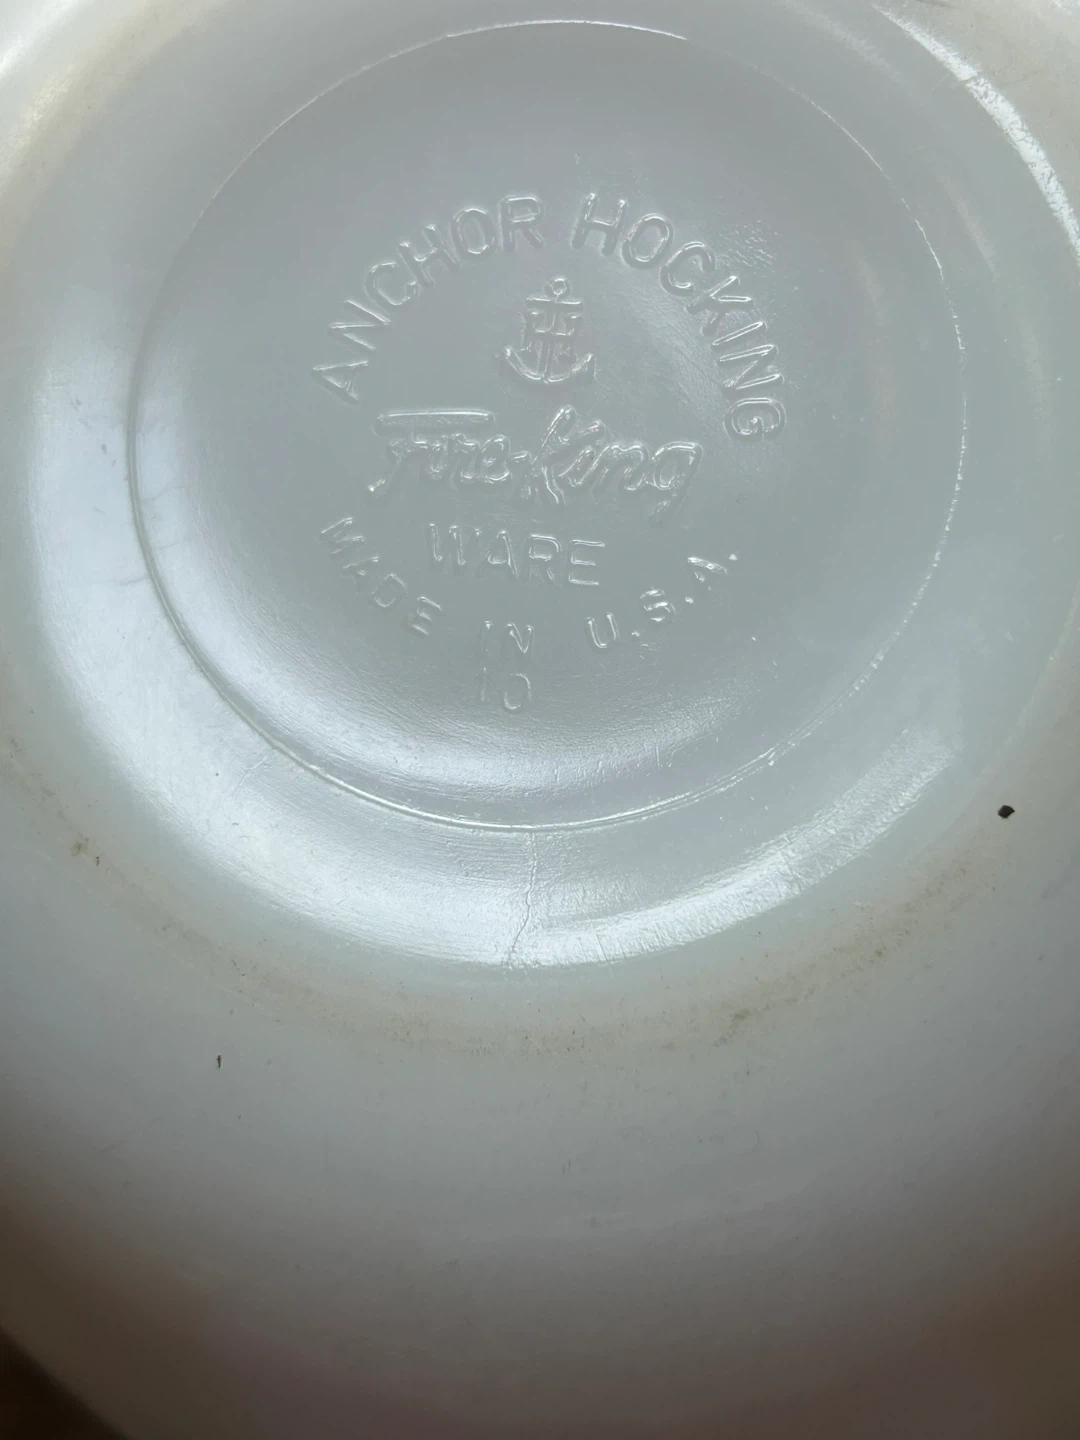 ANCHOR HOCKING
Fire-King
WARE
MADE IN U.S.A.
10